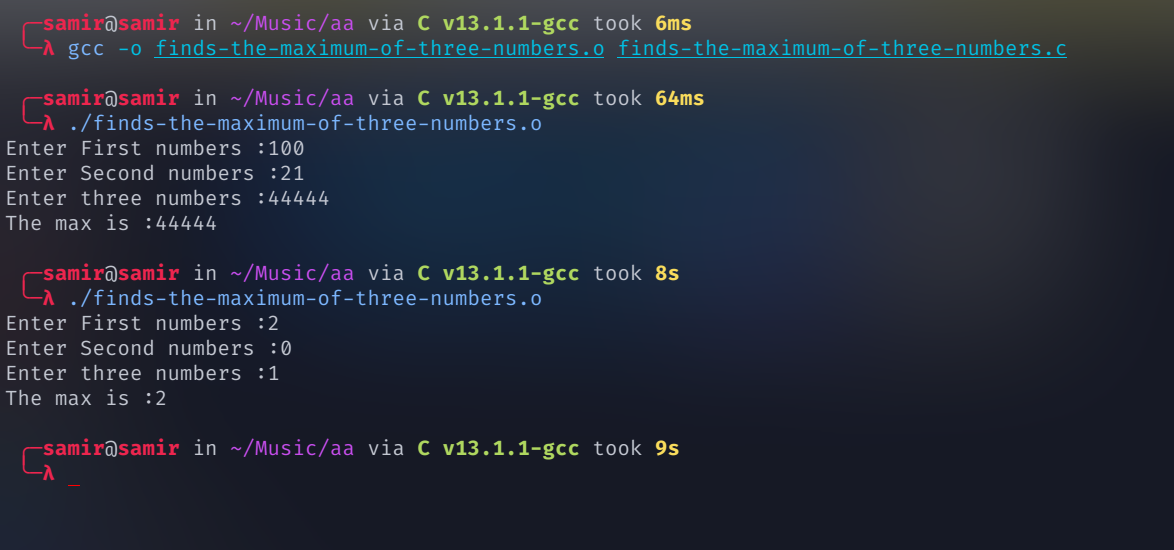 ╭─samir@samir in ~/Music/aa via C v13.1.1-gcc took 6ms
╰─λ gcc -o finds-the-maximum-of-three-numbers.o finds-the-maximum-of-three-numbers.c
╭─samir@samir in ~/Music/aa via C v13.1.1-gcc took 64ms
╰─λ ./finds-the-maximum-of-three-numbers.o
Enter First numbers :100
Enter Second numbers :21
Enter three numbers :44444
The max is :44444
╭─samir@samir in ~/Music/aa via C v13.1.1-gcc took 8s
╰─λ ./finds-the-maximum-of-three-numbers.o
Enter First numbers :2
Enter Second numbers :0
Enter three numbers :1
The max is :2
╭─samir@samir in ~/Music/aa via C v13.1.1-gcc took 9s
╰─λ _